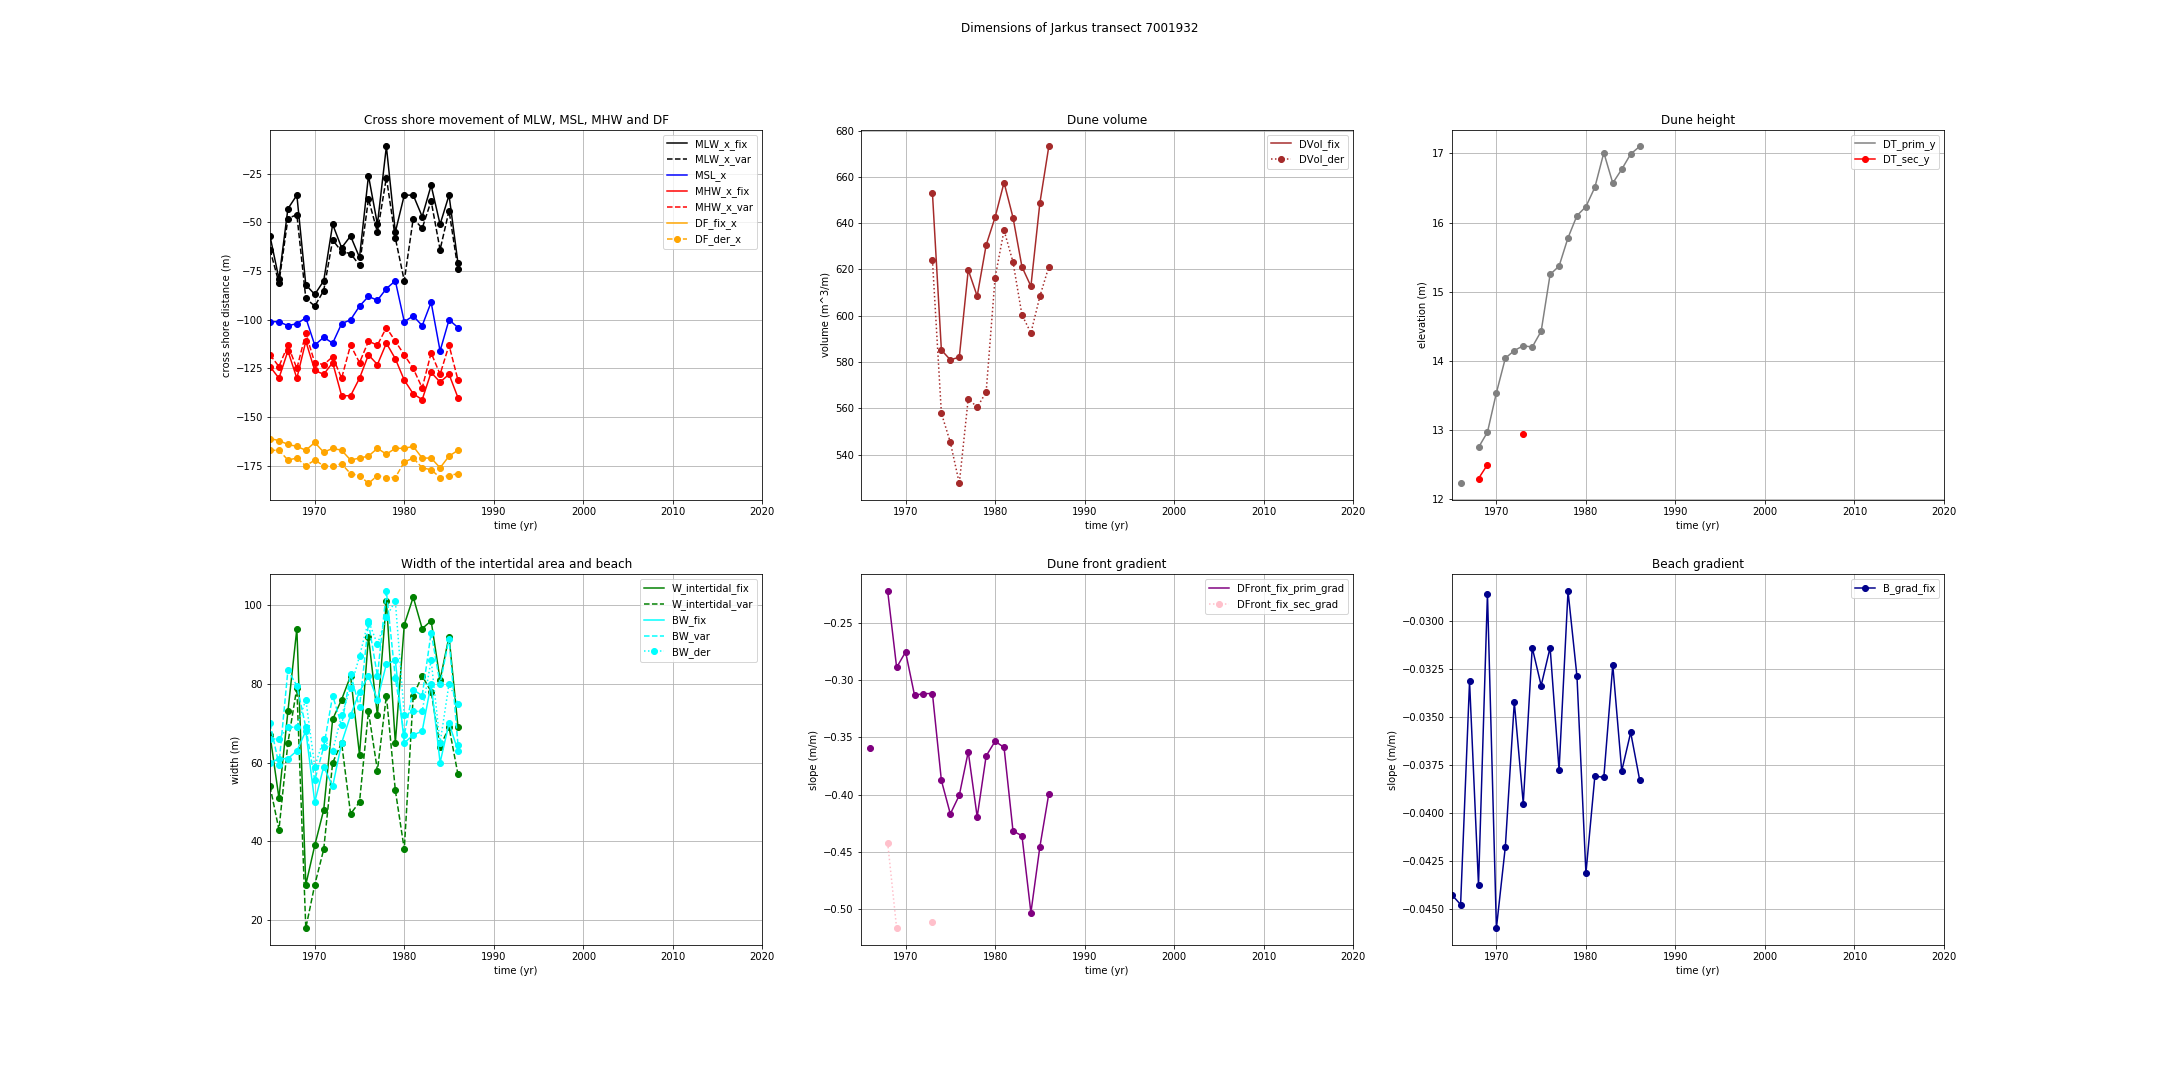 Dimensions of Jarkus transect 7001932
Cross shore movement of MLW, MSL, MHW and DF
cross shore distance (m)
−25
−50
−75
−100
−125
−150
−175
MLW_x_fix
MLW_x_var
MSL_x
MHW_x_fix
MHW_x_var
DF_fix_x
DF_der_x
1970 1980 1990 2000 2010 2020
time (yr)
Dune volume
volume (m^3/m)
680
660
640
620
600
580
560
540
DVol_fix
DVol_der
1970 1980 1990 2000 2010 2020
time (yr)
Dune height
elevation (m)
17
16
15
14
13
12
DT_prim_y
DT_sec_y
1970 1980 1990 2000 2010 2020
time (yr)
Width of the intertidal area and beach
width (m)
100
80
60
40
20
W_intertidal_fix
W_intertidal_var
BW_fix
BW_var
BW_der
1970 1980 1990 2000 2010 2020
time (yr)
Dune front gradient
slope (m/m)
−0.25
−0.30
−0.35
−0.40
−0.45
−0.50
DFront_fix_prim_grad
DFront_fix_sec_grad
1970 1980 1990 2000 2010 2020
time (yr)
Beach gradient
slope (m/m)
−0.0300
−0.0325
−0.0350
−0.0375
−0.0400
−0.0425
−0.0450
B_grad_fix
1970 1980 1990 2000 2010 2020
time (yr)